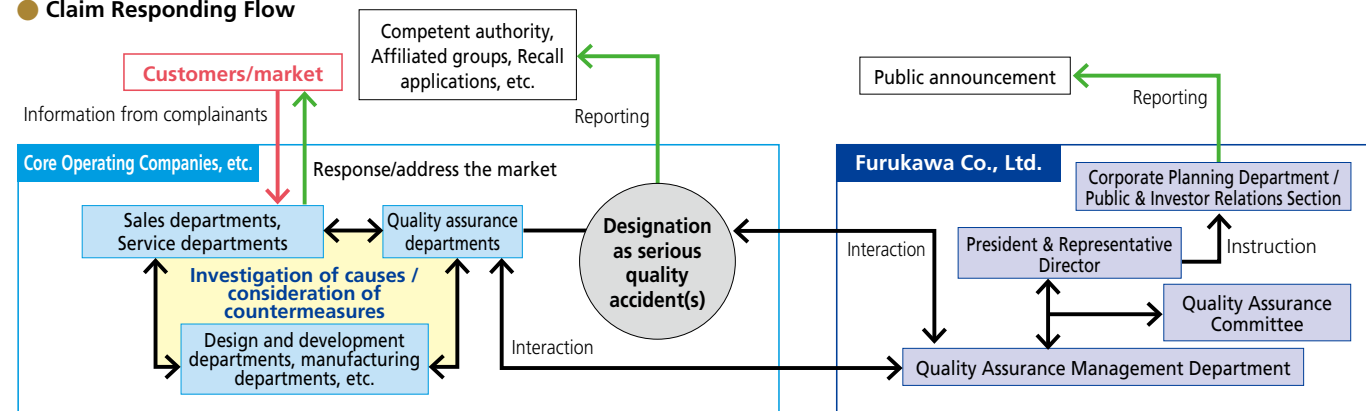 Claim Responding Flow
Customers/market
Information from complainants
Competent authority,
Affiliated groups, Recall
applications, etc.
Reporting
Public announcement
Reporting
Core Operating Companies, etc.
Response/address the market
Sales departments,
Service departments
Quality assurance
departments
Investigation of causes /
consideration of
countermeasures
Design and development
departments, manufacturing
departments, etc.
Designation
as serious
quality
accident(s)
Interaction
Interaction
Furukawa Co., Ltd.
Corporate Planning Department /
Public & Investor Relations Section
President & Representative
Director
Instruction
Quality Assurance
Committee
Quality Assurance Management Department